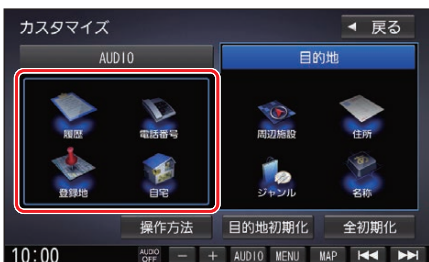 カスタマイズ
戻る
AUDIO 目的地
履歴 電話番号 周辺施設 住所
登録地 自宅 ジャンル 名称
操作方法 目的地初期化 全初期化
10:00 AUDIO OFF － ＋ AUDIO MENU MAP